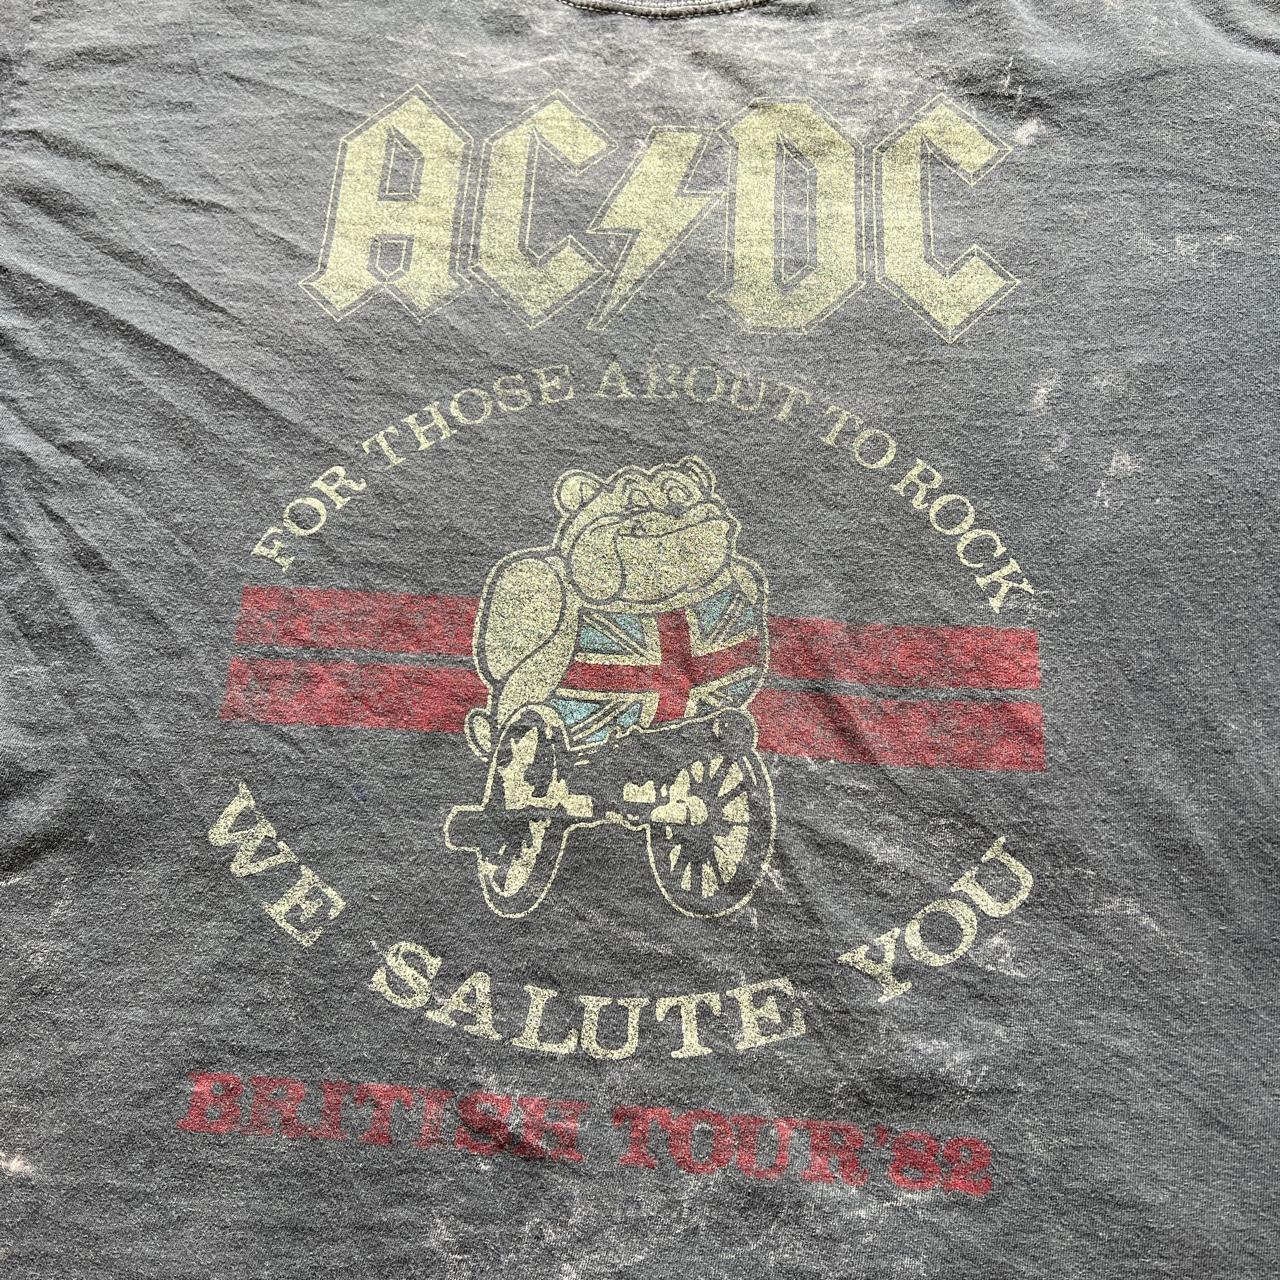 AC⚡DC
FOR THOSE ABOUT TO ROCK
WE SALUTE YOU
BRITISH TOUR'82